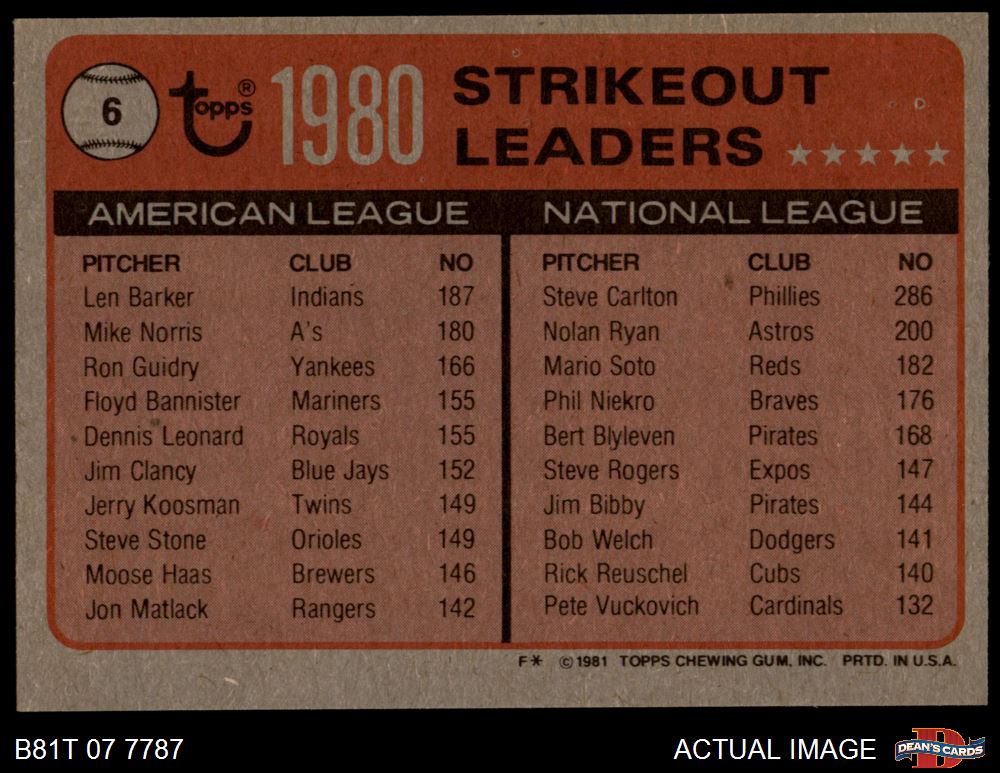 6 topps® 1980 STRIKEOUT
LEADERS
AMERICAN LEAGUE
PITCHER CLUB NO
Len Barker Indians 187
Mike Norris A's 180
Ron Guidry Yankees 166
Floyd Bannister Mariners 155
Dennis Leonard Royals 155
Jim Clancy Blue Jays 152
Jerry Koosman Twins 149
Steve Stone Orioles 149
Moose Haas Brewers 146
Jon Matlack Rangers 142
NATIONAL LEAGUE
PITCHER CLUB NO
Steve Carlton Phillies 286
Nolan Ryan Astros 200
Mario Soto Reds 182
Phil Niekro Braves 176
Bert Blyleven Pirates 168
Steve Rogers Expos 147
Jim Bibby Pirates 144
Bob Welch Dodgers 141
Rick Reuschel Cubs 140
Pete Vuckovich Cardinals 132
F* ©1981 TOPPS CHEWING GUM, INC. PRTD. IN U.S.A.
B81T 07 7787 ACTUAL IMAGE D DEAN'S CARDS